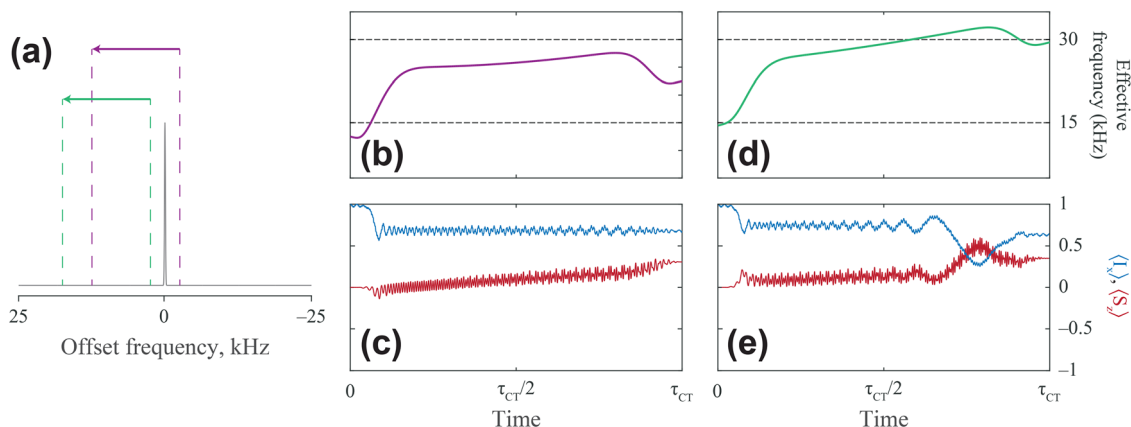 (a)
25
0
–25
Offset frequency, kHz
(b)
(c)
0
τCT/2
τCT
Time
(d)
30
15
Effective
frequency (kHz)
(e)
1
0.5
0
–0.5
–1
⟨Ix⟩, ⟨Sz⟩
0
τCT/2
τCT
Time